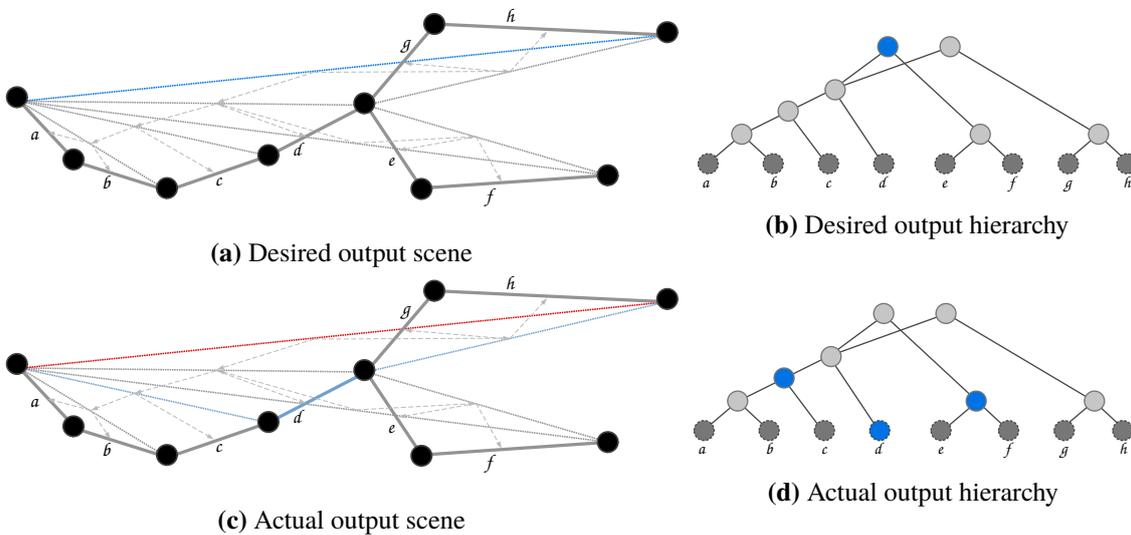 h
g
a
b
c
d
e
f
a b c d e f g h
(b) Desired output hierarchy
(a) Desired output scene
h
g
a
b
c
d
e
f
a b c d e f g h
(d) Actual output hierarchy
(c) Actual output scene